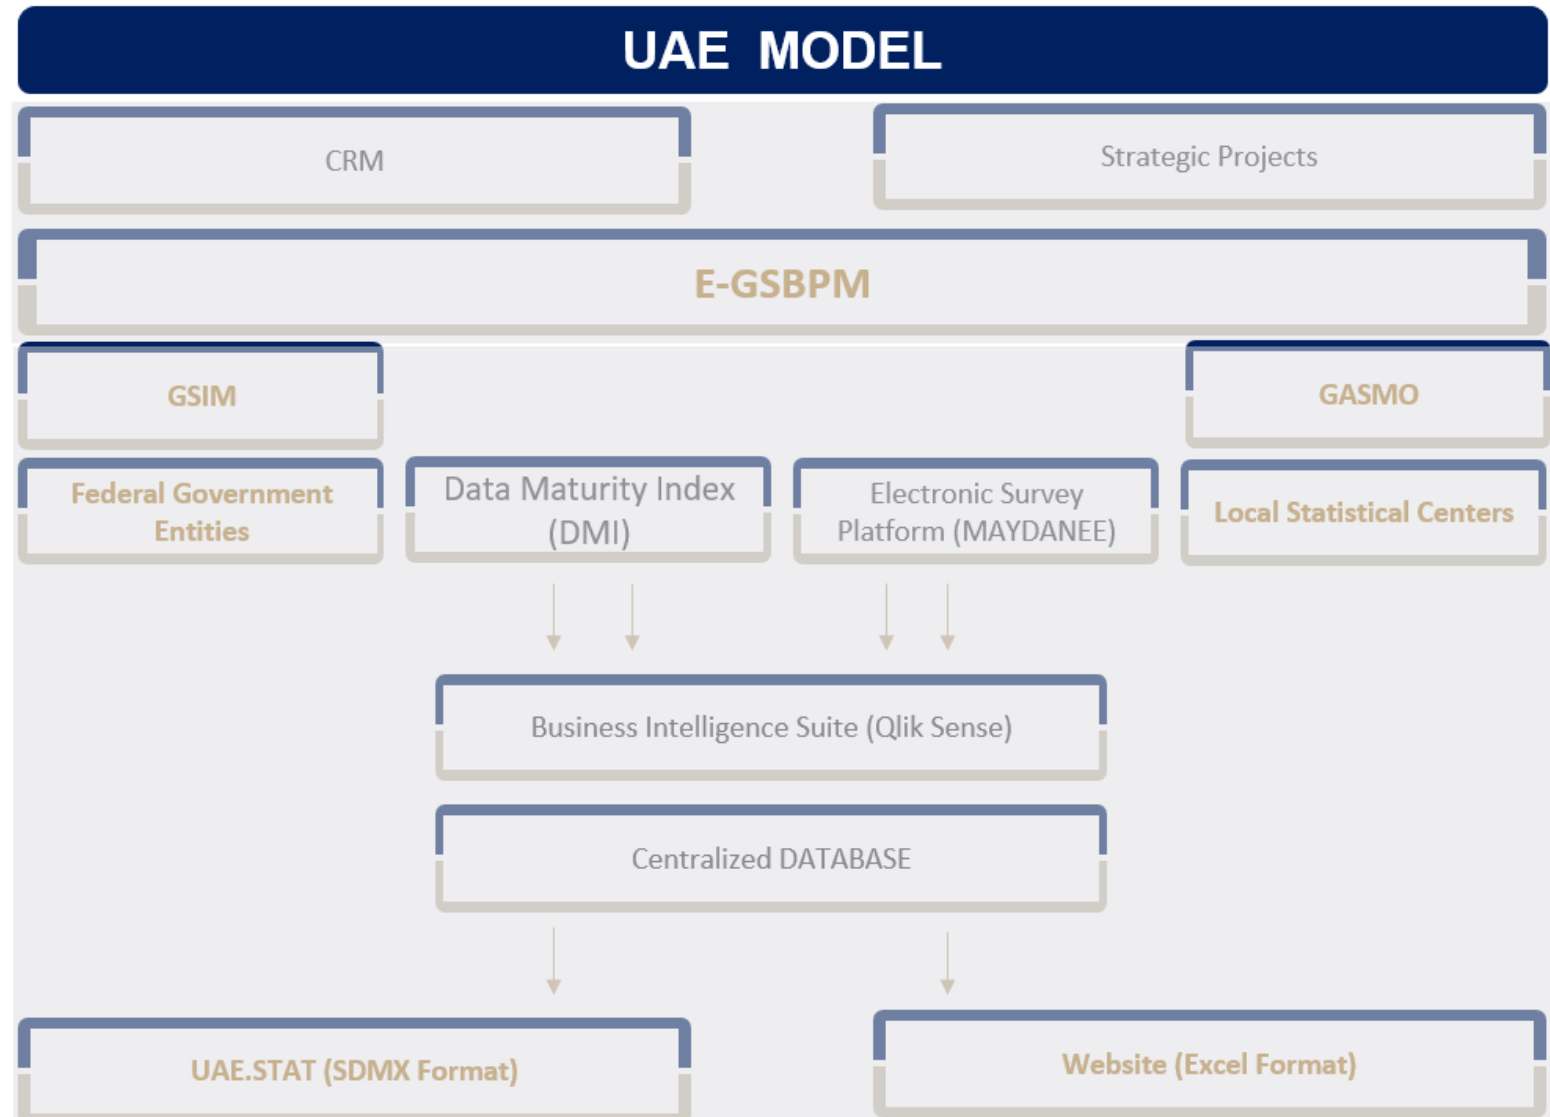 UAE MODEL
CRM
Strategic Projects
E-GSBPM
GSIM
GASMO
Federal Government
Entities
Data Maturity Index
(DMI)
Electronic Survey
Platform (MAYDANEE)
Local Statistical Centers
Business Intelligence Suite (Qlik Sense)
Centralized DATABASE
UAE.STAT (SDMX Format)
Website (Excel Format)